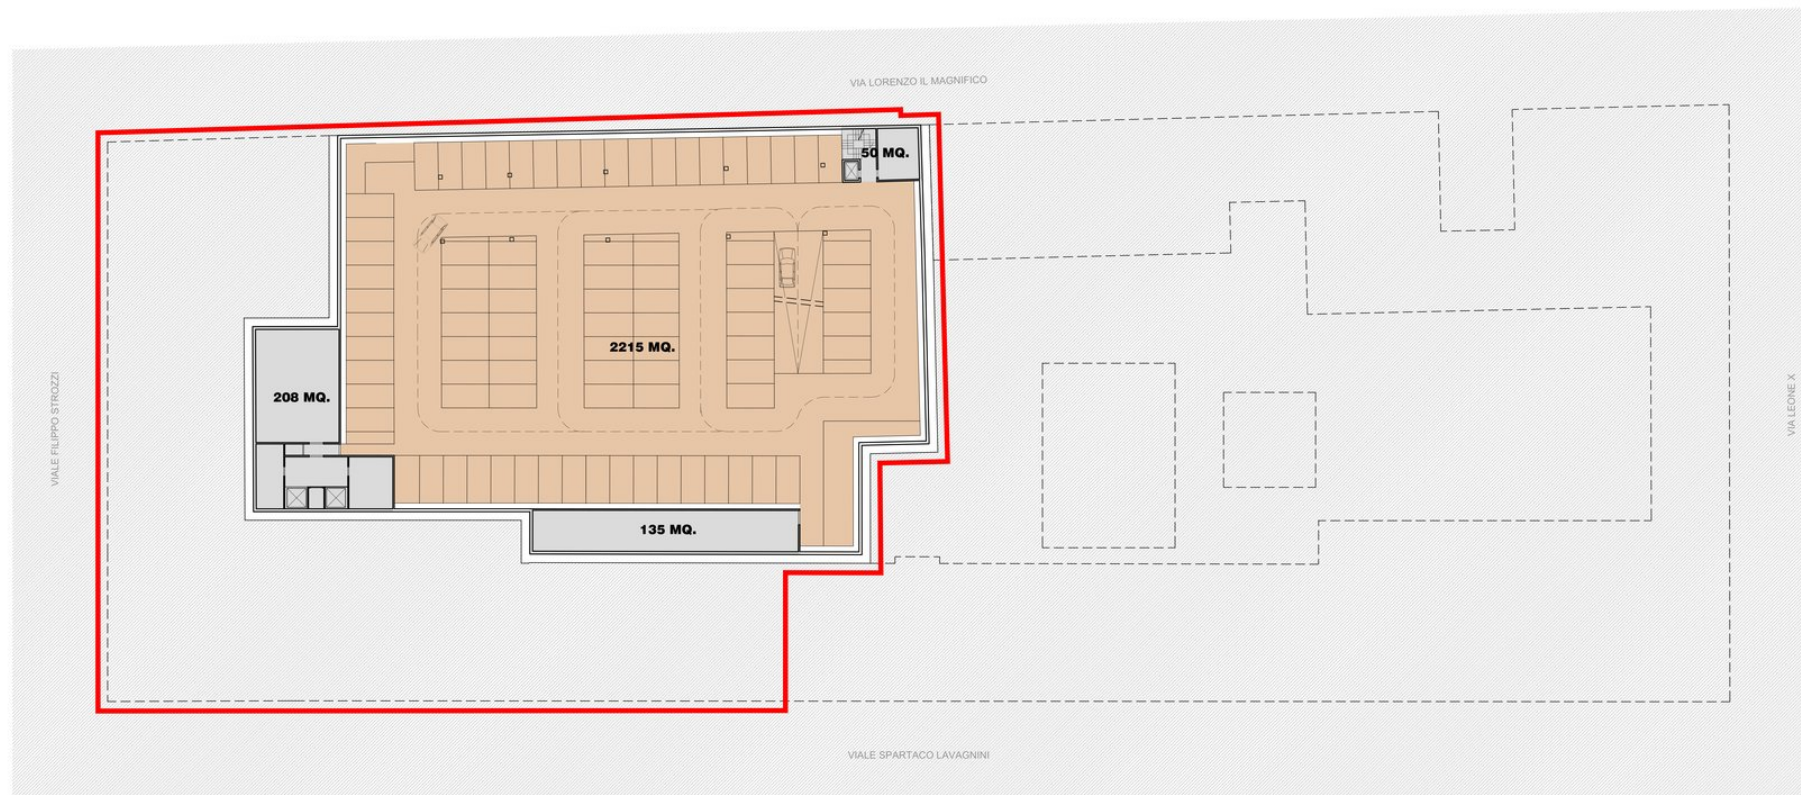 VIA LORENZO IL MAGNIFICO
50 MQ.
2215 MQ.
208 MQ.
VIALE FILIPPO STROZZI
VIA LEONE X
135 MQ.
VIALE SPARTACO LAVAGNINI